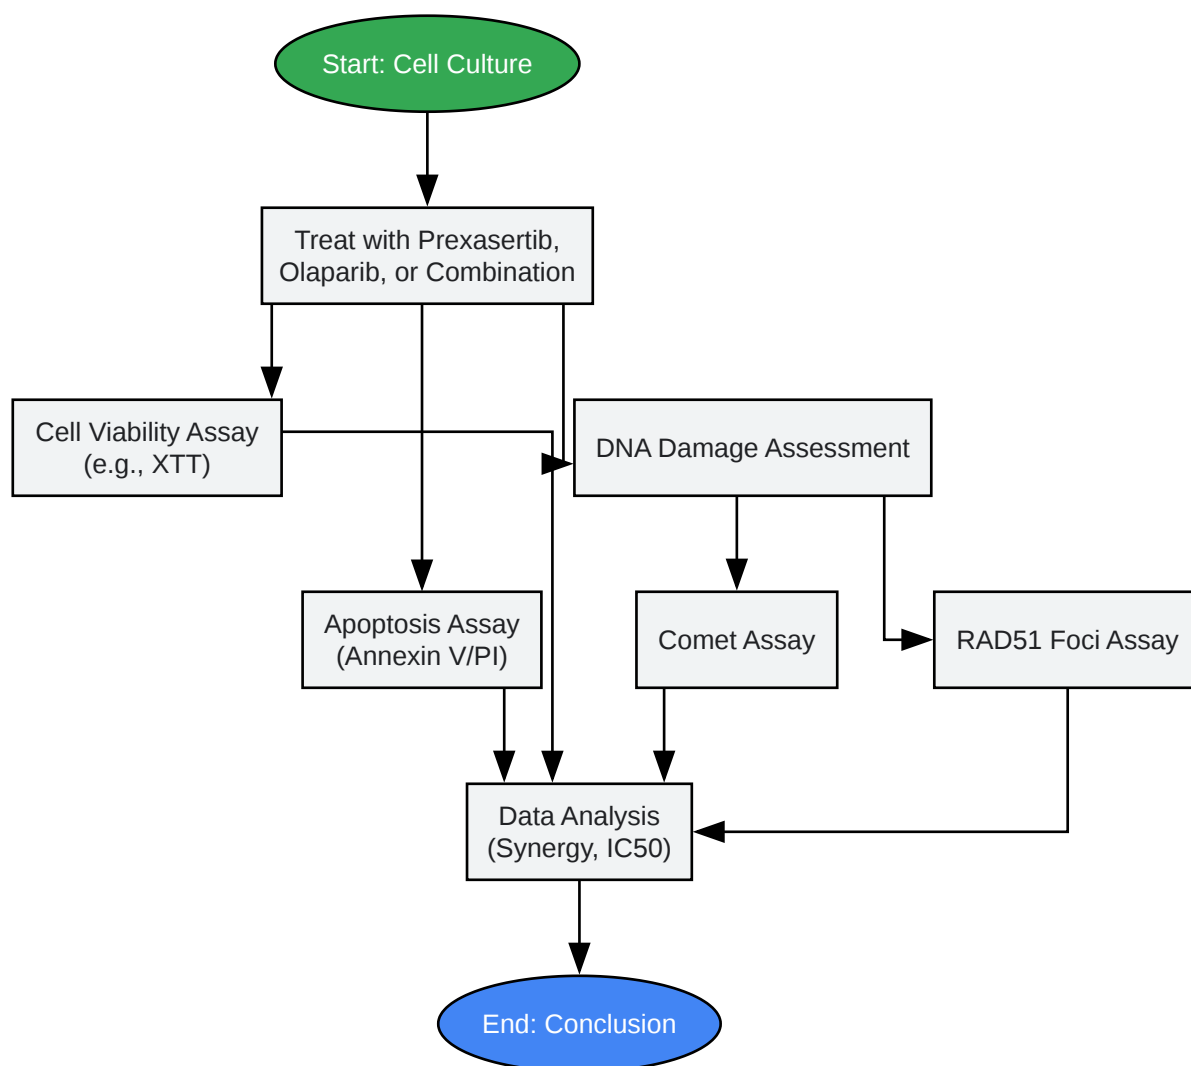 Start: Cell Culture
Treat with Prexasertib,
Olaparib, or Combination
Cell Viability Assay
(e.g., XTT)
DNA Damage Assessment
Apoptosis Assay
(Annexin V/PI)
Comet Assay
RAD51 Foci Assay
Data Analysis
(Synergy, IC50)
End: Conclusion